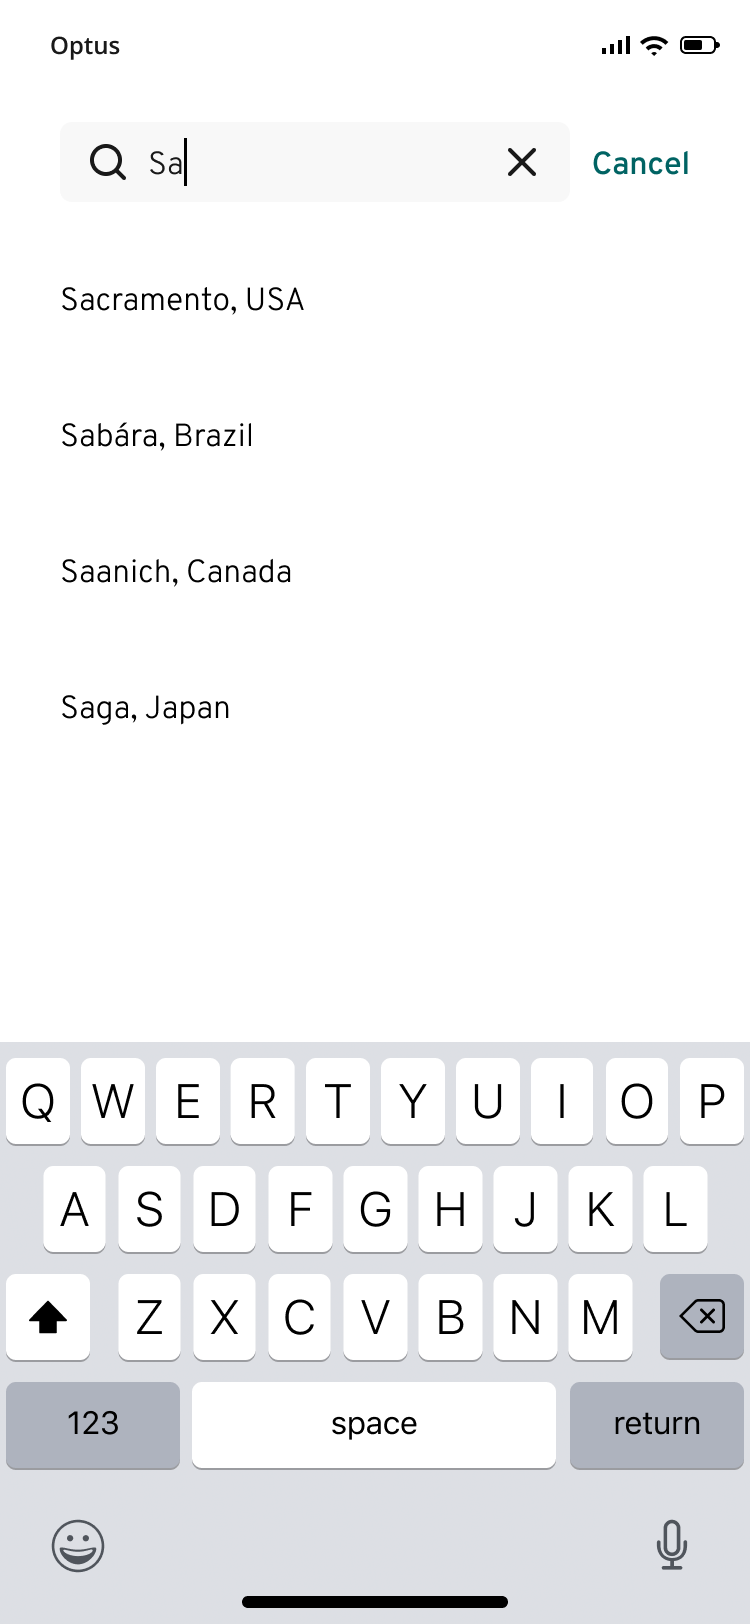 Optus
Sa
Cancel
Sacramento, USA
Sabára, Brazil
Saanich, Canada
Saga, Japan
Q W E R T Y U I O P
A S D F G H J K L
Z X C V B N M
123 space return